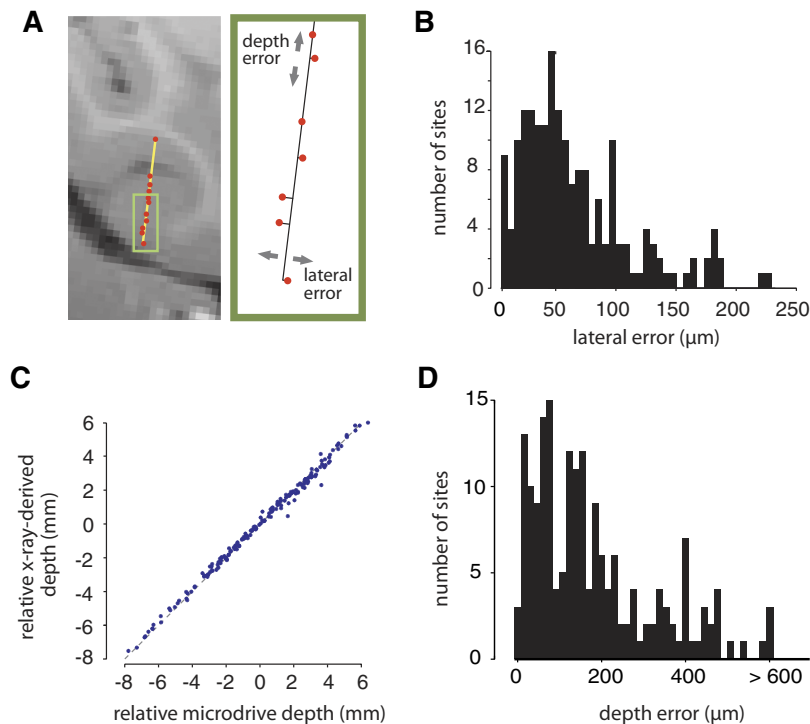 A
depth
error
lateral
error
B
number of sites
16
12
8
4
0
0 50 100 150 200 250
lateral error (μm)
C
relative x-ray-derived
depth (mm)
6
4
2
0
-2
-4
-6
-8
-8 -6 -4 -2 0 2 4 6
relative microdrive depth (mm)
D
number of sites
15
10
5
0
0 200 400 > 600
depth error (μm)